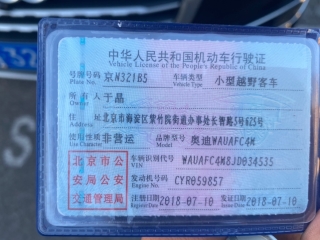 中华人民共和国机动车行驶证
Vehicle License of the People's Republic of China
号牌号码 京N32185 车辆类型 小型越野客车
Plate No. Vehicle Type
所有人 于晶
Owner
住址 北京市海淀区紫竹院街道办事处长智路5号625号
Address
使用性质 非营运 品牌型号 奥迪WAUAFC4M
Use Character Model
北京市公安局公安交通管理局
车辆识别代号 WAUAFC4M8JD034535
VIN
发动机号码 CYR059857
Engine No.
注册日期 2018-07-10 发证日期 2018-07-10
Register Date Issue Date